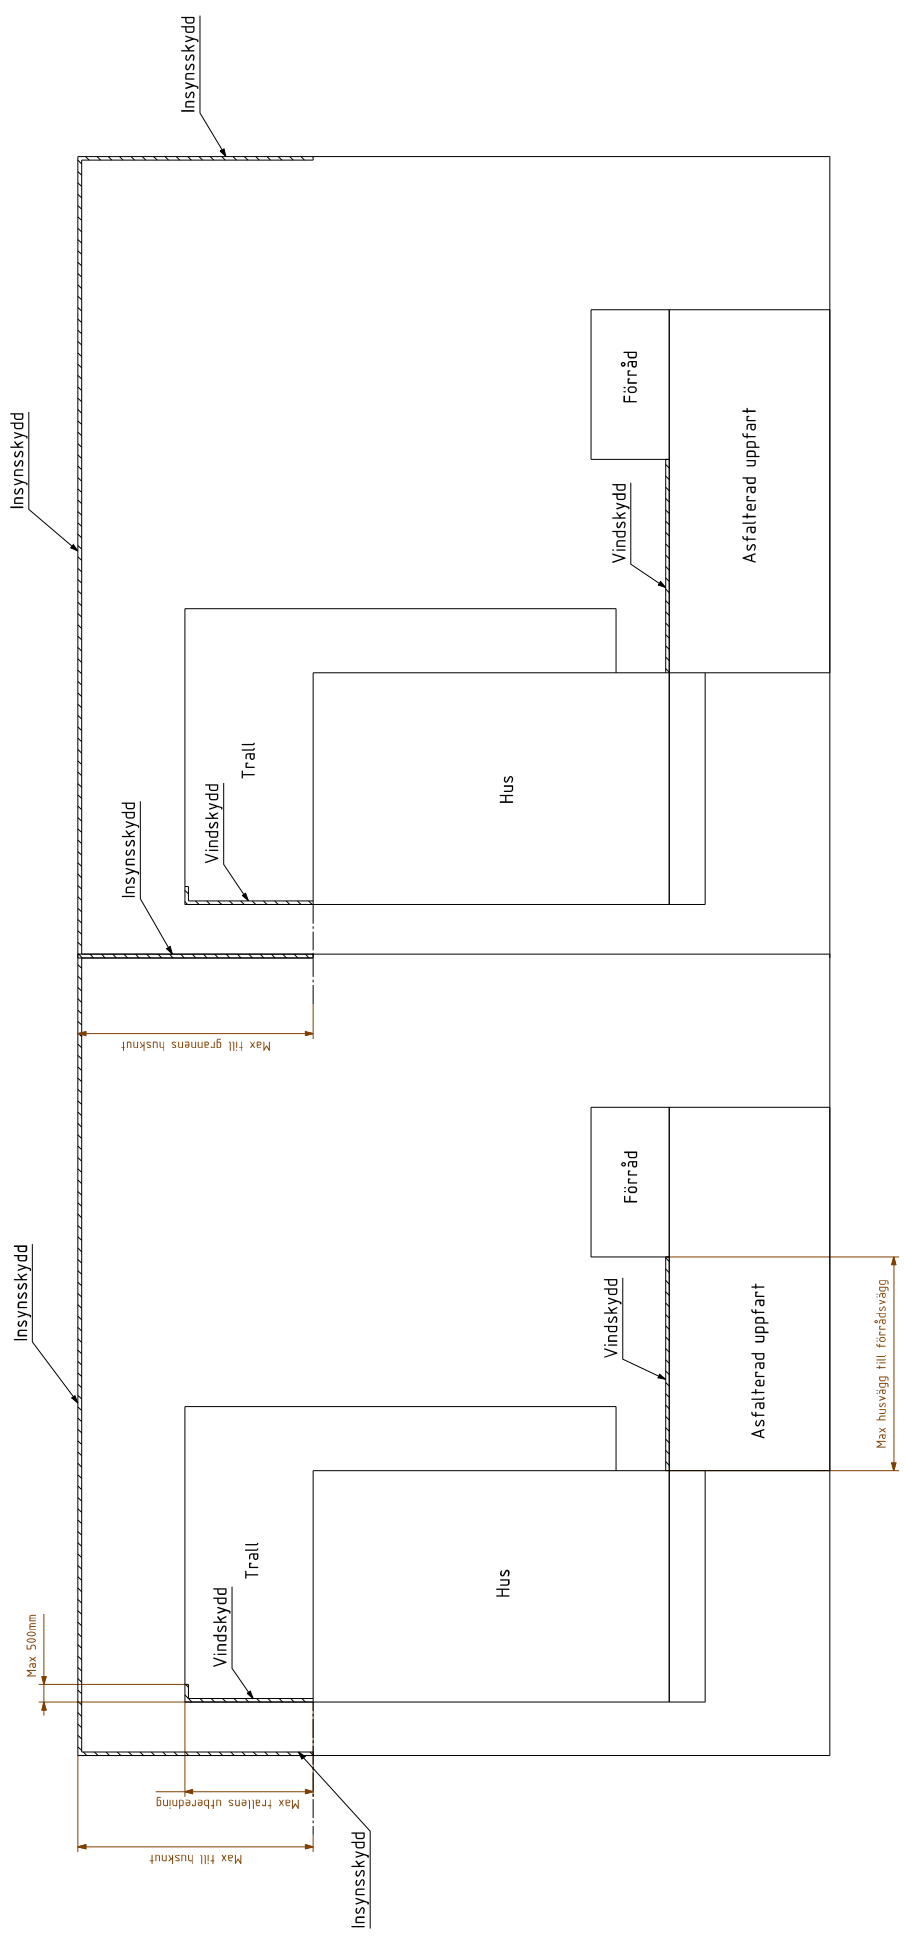 Insynsskydd
Insynsskydd
Förråd
Asfalterad uppfart
Vindskydd
Trall
Vindskydd
Hus
Insynsskydd
Max till grannens husknut
Förråd
Insynsskydd
Vindskydd
Asfalterad uppfart
Max husvägg till förrådsvägg
Trall
Vindskydd
Hus
Max 500mm
Max trallens utberedning
Max till husknut
Insynsskydd